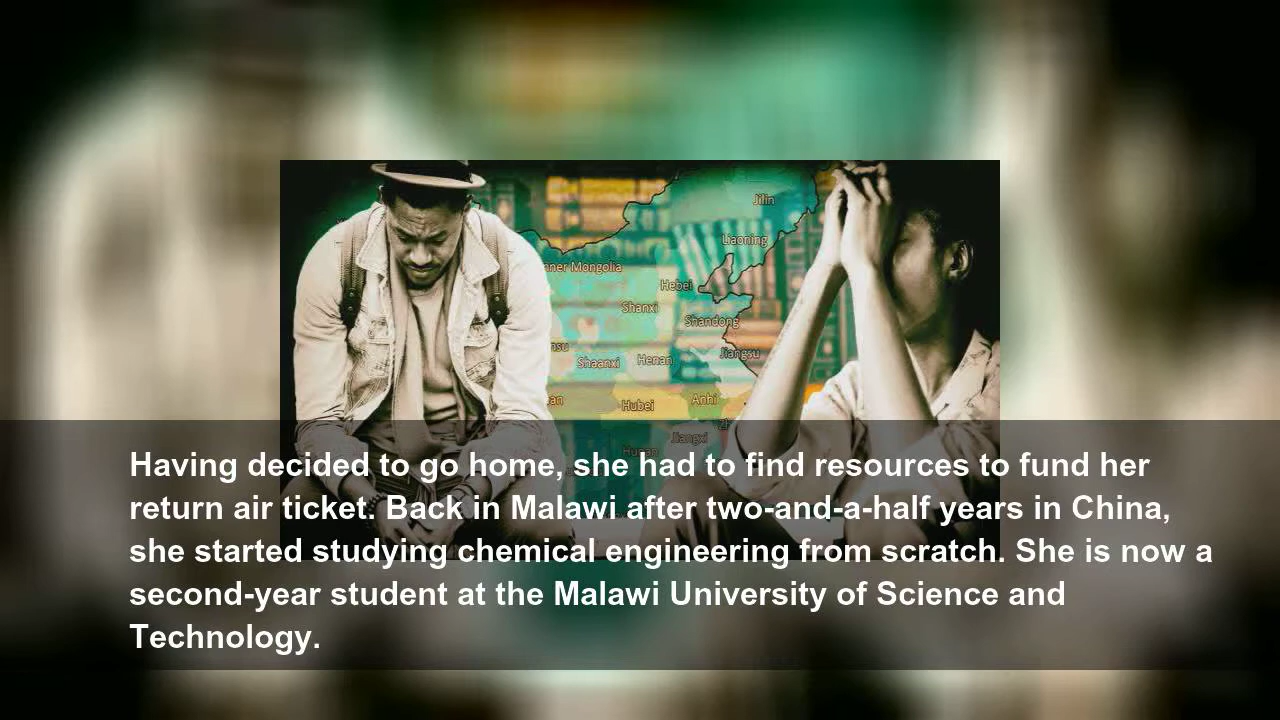 Jilin
Liaoning
nner Mongolia
Hebei
Shanxi
Shandong
Jiangsu
Shaanxi
Henan
Hubei
Anhi
Jiangxi
Having decided to go home, she had to find resources to fund her
return air ticket. Back in Malawi after two-and-a-half years in China,
she started studying chemical engineering from scratch. She is now a
second-year student at the Malawi University of Science and
Technology.